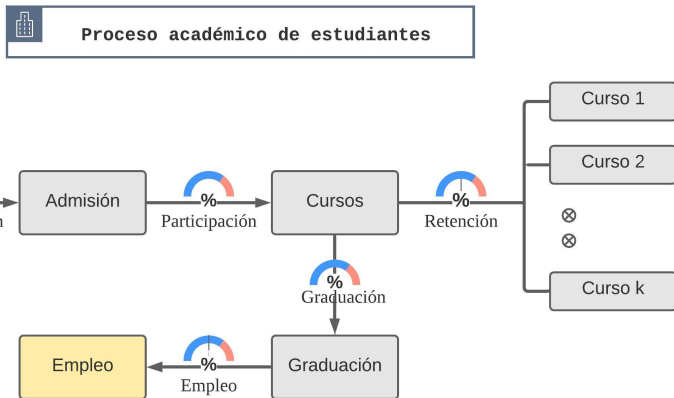 Proceso académico de estudiantes
Curso 1
Curso 2
Admisión
%
Participación
Cursos
%
Retención
n
Curso k
%
Graduación
Empleo
%
Empleo
Graduación